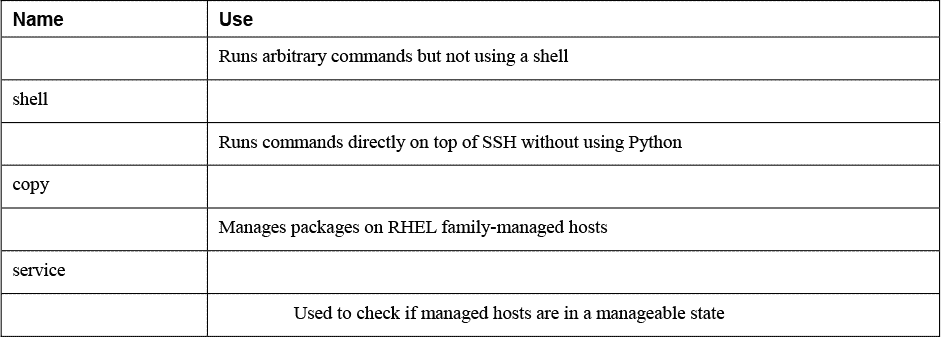 Name Use
Runs arbitrary commands but not using a shell
shell
Runs commands directly on top of SSH without using Python
copy
Manages packages on RHEL family-managed hosts
service
Used to check if managed hosts are in a manageable state